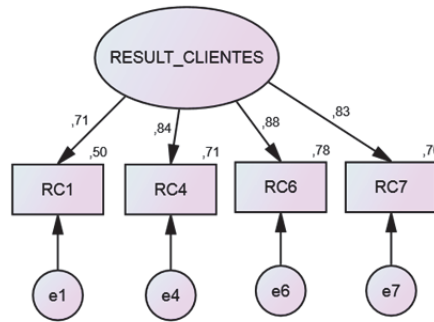 RESULT_CLIENTES
,71 ,84 ,88 ,83
,50 ,71 ,78
RC1 RC4 RC6 RC7
e1 e4 e6 e7